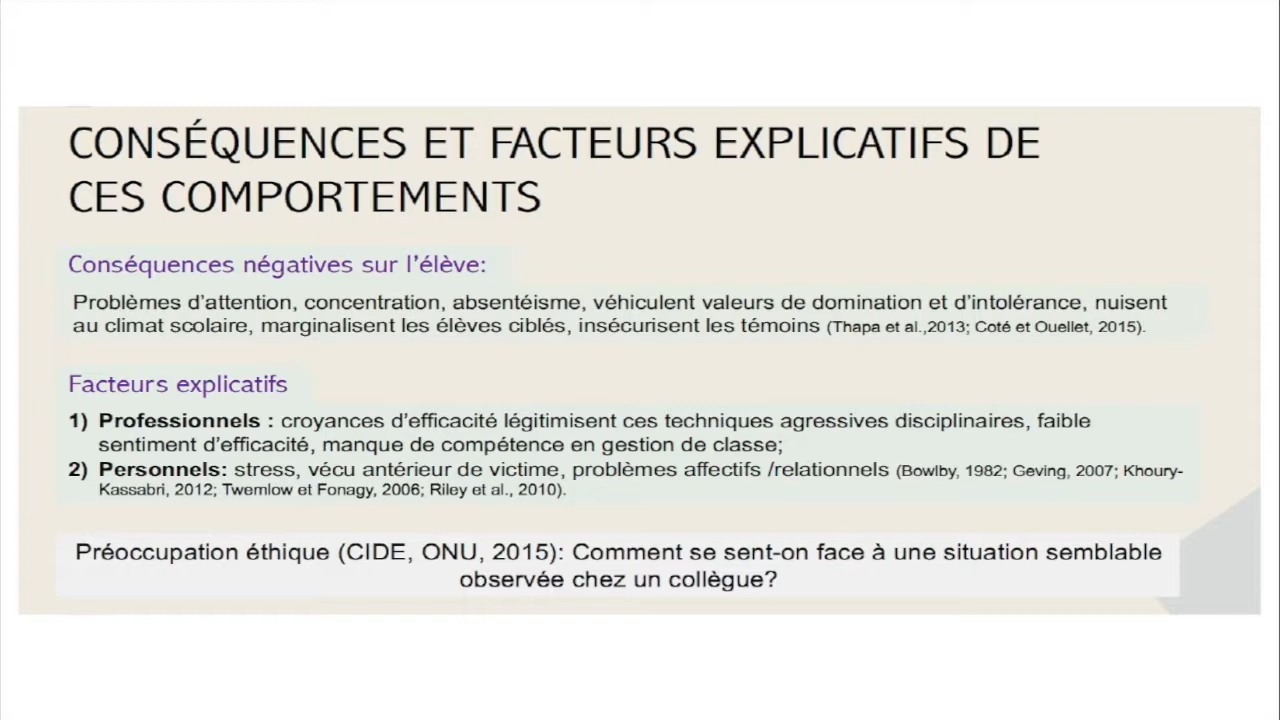 CONSÉQUENCES ET FACTEURS EXPLICATIFS DE
CES COMPORTEMENTS
Conséquences négatives sur l'élève:
Problèmes d'attention, concentration, absentéisme, véhiculent valeurs de domination et d'intolérance, nuisent
au climat scolaire, marginalisent les élèves ciblés, insécurisent les témoins (Thapa et al.,2013; Coté et Ouellet, 2015).
Facteurs explicatifs
1) Professionnels : croyances d'efficacité légitimisent ces techniques agressives disciplinaires, faible
sentiment d'efficacité, manque de compétence en gestion de classe;
2) Personnels: stress, vécu antérieur de victime, problèmes affectifs /relationnels (Bowlby, 1982; Geving, 2007; Khoury-
Kassabri, 2012; Twemlow et Fonagy, 2006; Riley et al., 2010).
Préoccupation éthique (CIDE, ONU, 2015): Comment se sent-on face à une situation semblable
observée chez un collègue?